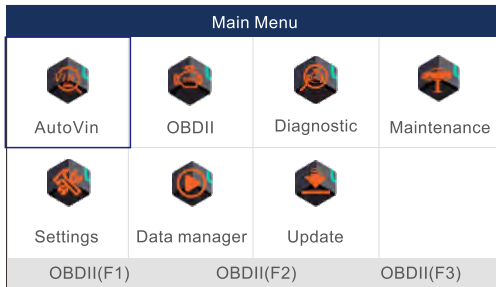 Main Menu
AutoVin OBDII Diagnostic Maintenance
Settings Data manager Update
OBDII(F1) OBDII(F2) OBDII(F3)